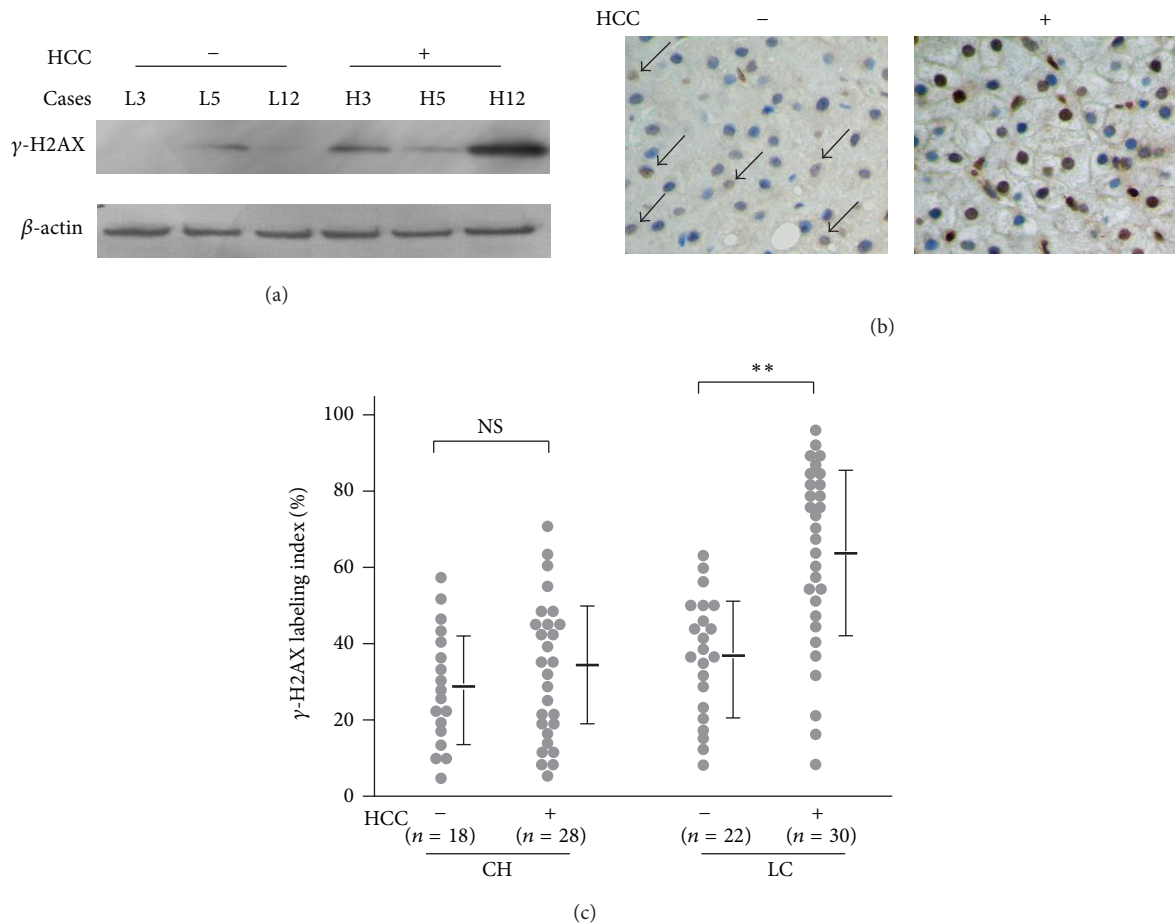 HCC − +
Cases L3 L5 L12 H3 H5 H12
γ-H2AX
β-actin
(a)
HCC − +
(b)
γ-H2AX labeling index (%)
100
80
60
40
20
0
NS
**
HCC − + − +
(n = 18) (n = 28) (n = 22) (n = 30)
CH LC
(c)